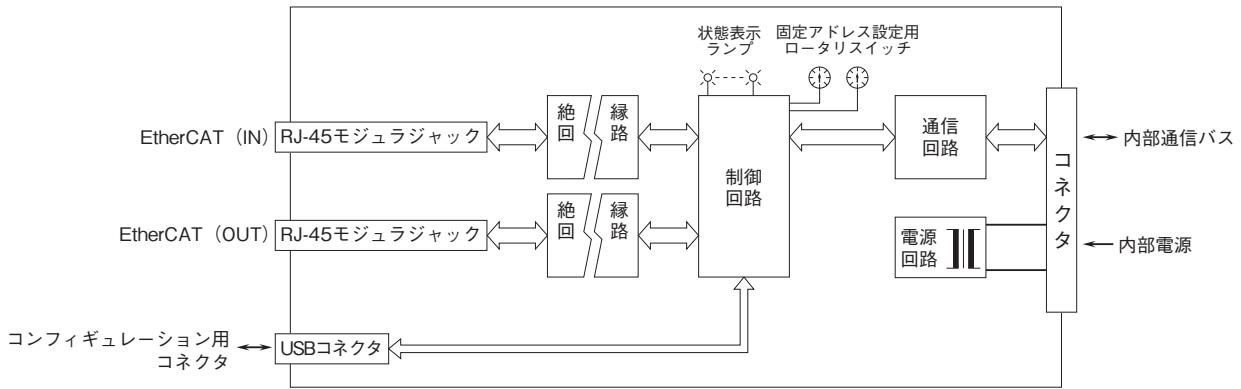 状態表示
ランプ
固定アドレス設定用
ロータリスイッチ
EtherCAT（IN）
RJ-45モジュラジャック
絶縁
回路
制御
回路
通信
回路
コネクタ
内部通信バス
EtherCAT（OUT）
RJ-45モジュラジャック
絶縁
回路
電源
回路
内部電源
コンフィギュレーション用
コネクタ
USBコネクタ